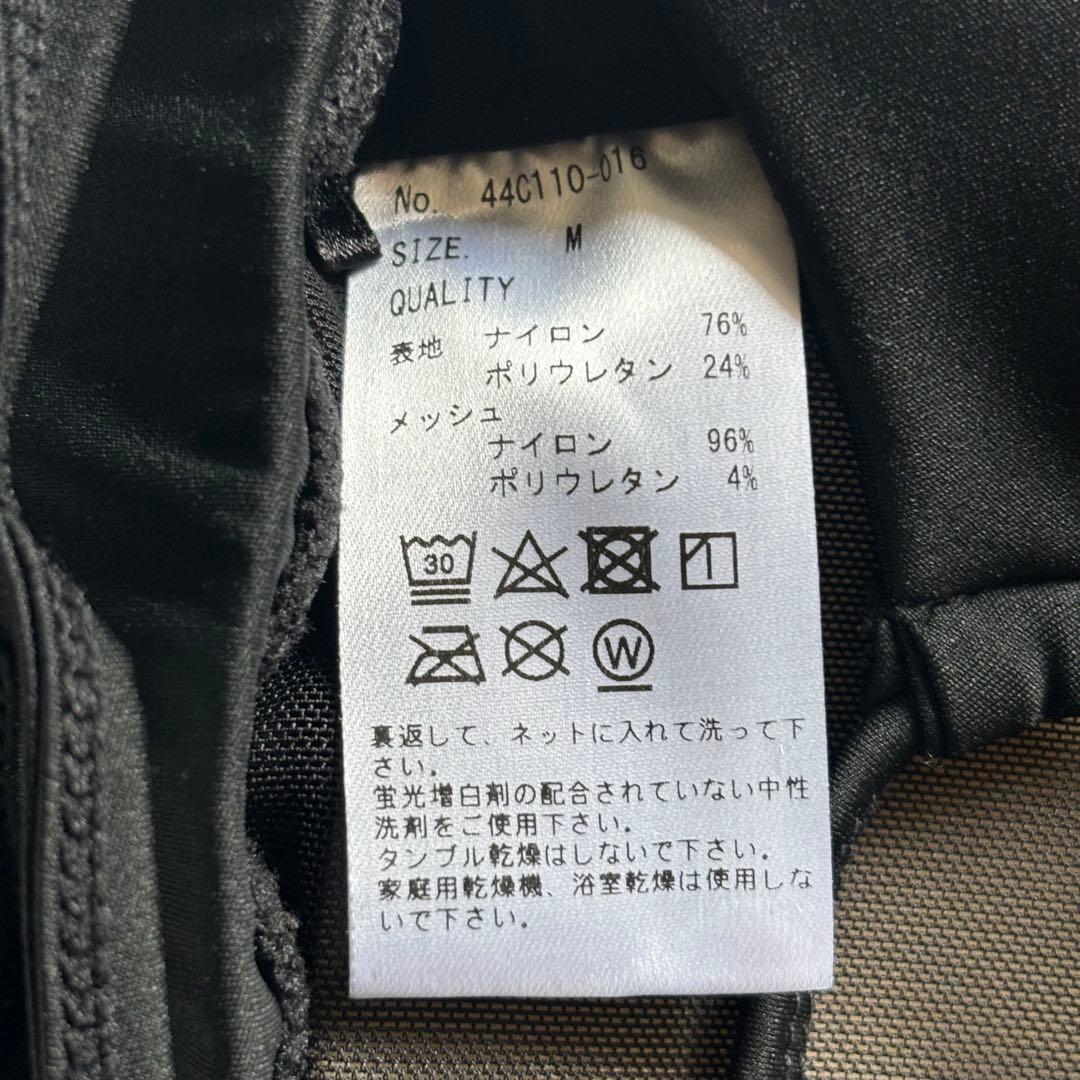 No. 44C110-016
SIZE. M
QUALITY
表地 ナイロン 76%
ポリウレタン 24%
メッシュ
ナイロン 96%
ポリウレタン 4%
30
W
裏返して、ネットに入れて洗って下
さい。
蛍光増白剤の配合されていない中性
洗剤をご使用下さい。
タンブル乾燥はしないで下さい。
家庭用乾燥機、浴室乾燥は使用しな
いで下さい。